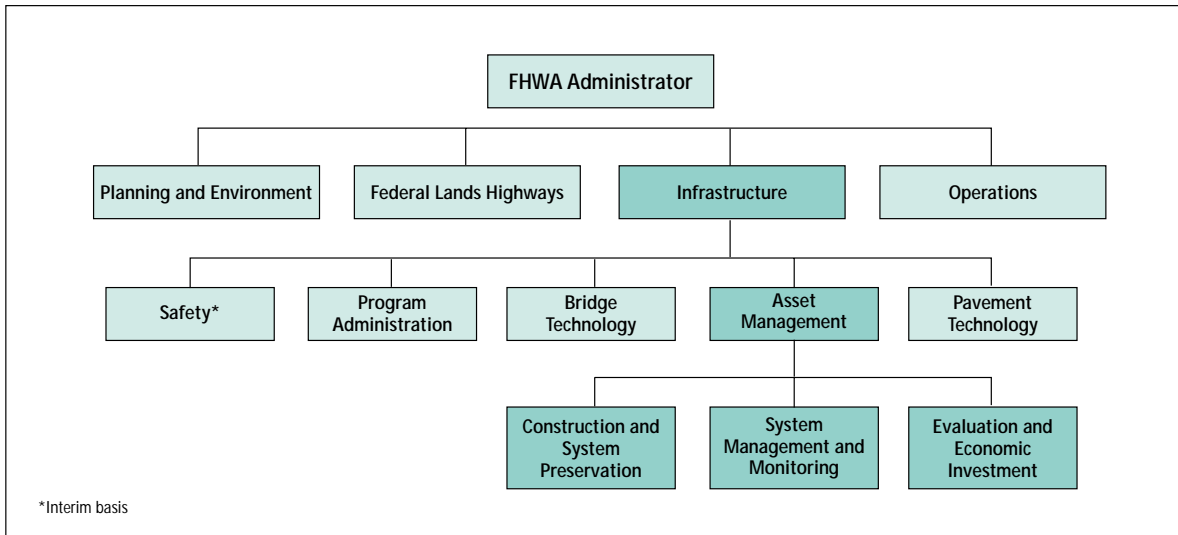 FHWA Administrator
Planning and Environment
Federal Lands Highways
Infrastructure
Operations
Safety*
Program
Administration
Bridge
Technology
Asset
Management
Pavement
Technology
Construction and
System
Preservation
System
Management and
Monitoring
Evaluation and
Economic
Investment
*Interim basis